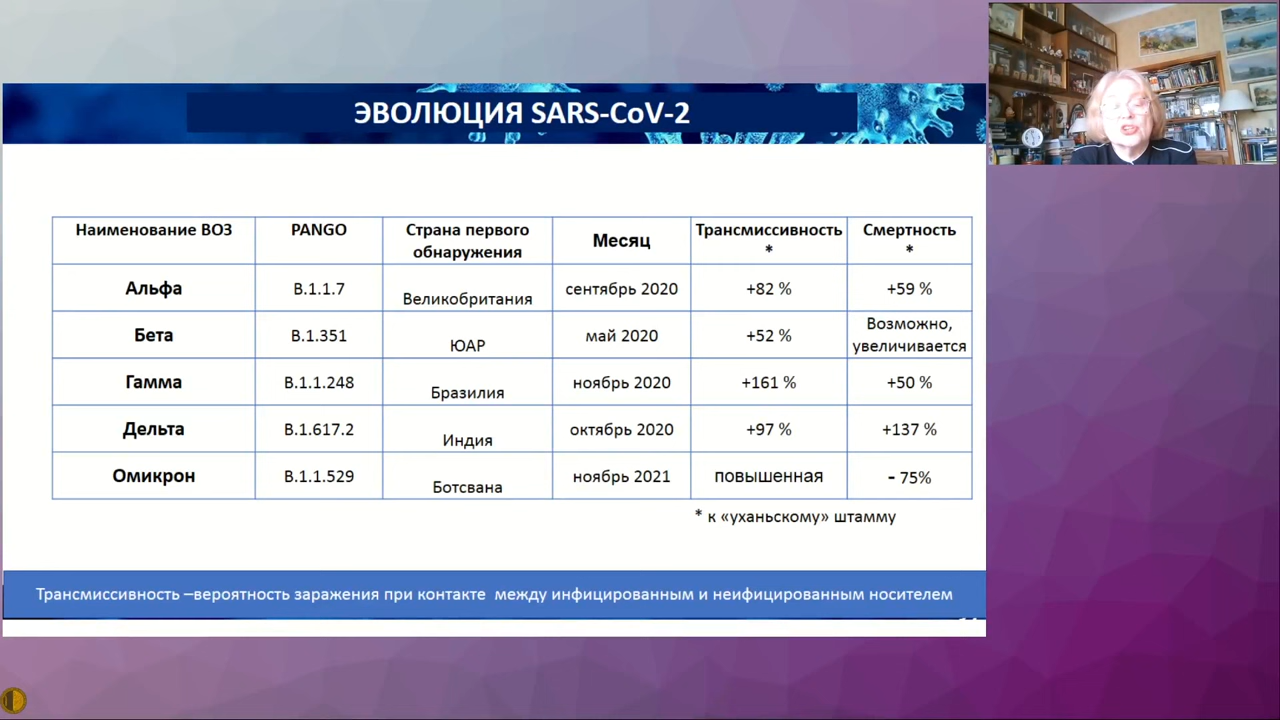 ЭВОЛЮЦИЯ SARS-CoV-2
Наименование ВОЗ PANGO Страна первого обнаружения Месяц Трансмиссивность * Смертность *
Альфа B.1.1.7 Великобритания сентябрь 2020 +82 % +59 %
Бета B.1.351 ЮАР май 2020 +52 % Возможно, увеличивается
Гамма B.1.1.248 Бразилия ноябрь 2020 +161 % +50 %
Дельта B.1.617.2 Индия октябрь 2020 +97 % +137 %
Омикрон B.1.1.529 Ботсвана ноябрь 2021 повышенная - 75%
* к «уханьскому» штамму
Трансмиссивность –вероятность заражения при контакте между инфицированным и неифицированным носителем